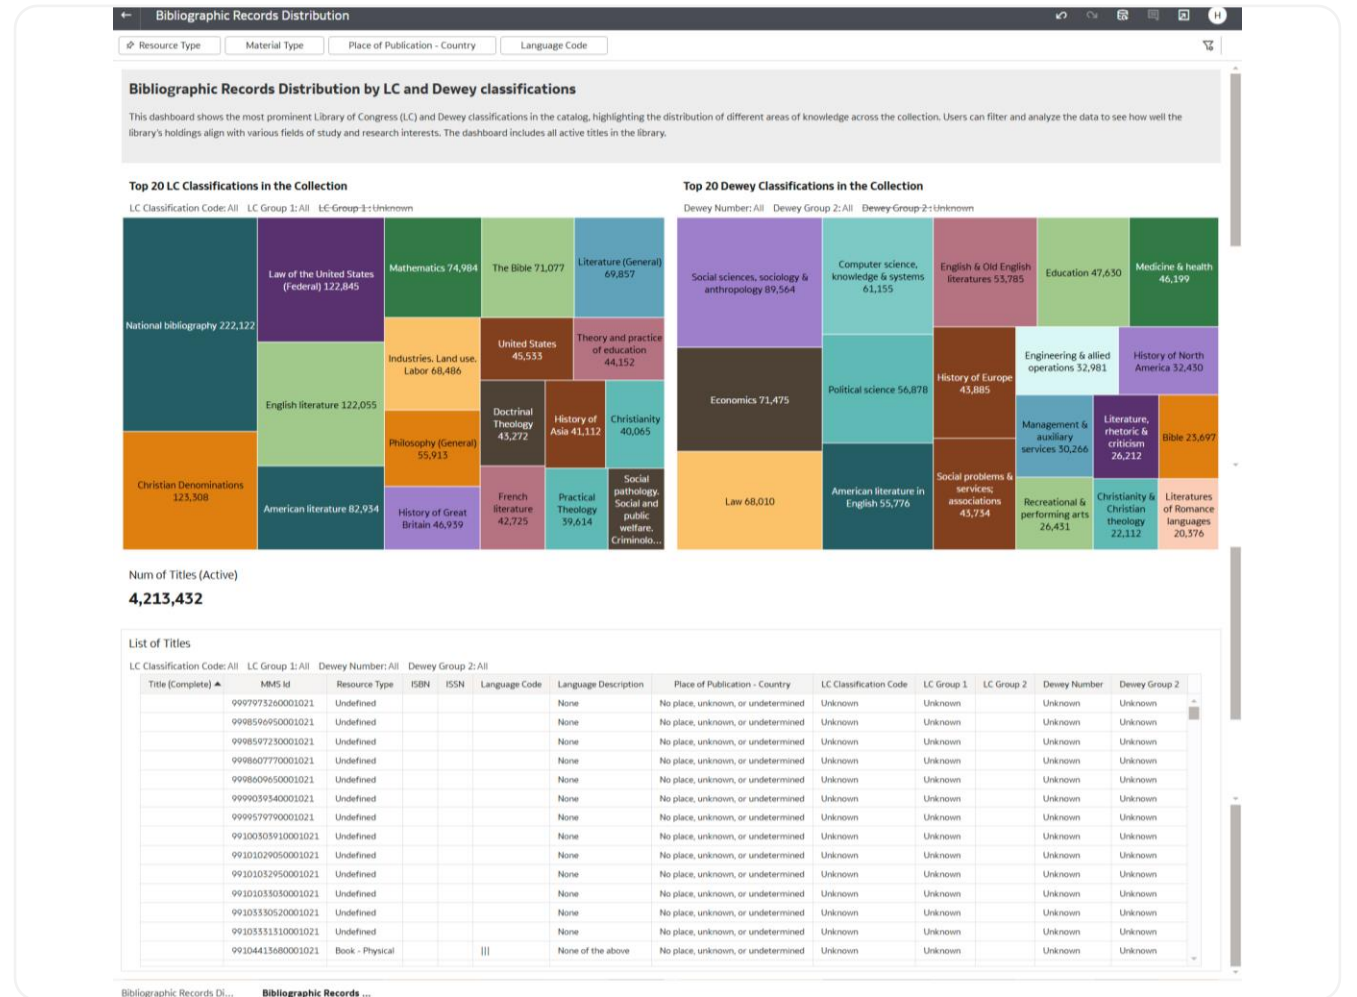 Bibliographic Records Distribution
H
Resource Type
Material Type
Place of Publication - Country
Language Code
Bibliographic Records Distribution by LC and Dewey classifications
This dashboard shows the most prominent Library of Congress (LC) and Dewey classifications in the catalog, highlighting the distribution of different areas of knowledge across the collection. Users can filter and analyze the data to see how well the
library's holdings align with various fields of study and research interests. The dashboard includes all active titles in the library.
Top 20 LC Classifications in the Collection
LC Classification Code: All LC Group 1: All LC Group 1 : Unknown
National bibliography 222,122
Christian Denominations
123,308
Law of the United States
(Federal) 122,845
English literature 122,055
American literature 82,934
Mathematics 74,984
Industries. Land use.
Labor 68,486
Philosophy (General)
55,913
History of Great
Britain 46,939
The Bible 71,077
Literature (General)
69,857
United States
45,533
Theory and practice
of education
44,152
Doctrinal
Theology
43,272
History of
Asia 41,112
Christianity
40,065
French
literature
42,725
Practical
Theology
39,614
Social
pathology.
Social and
public
welfare.
Criminolo...
Top 20 Dewey Classifications in the Collection
Dewey Number: All Dewey Group 2: All Dewey Group 2 : Unknown
Social sciences, sociology &
anthropology 89,564
Economics 71,475
Law 68,010
Computer science,
knowledge & systems
61,155
Political science 56,878
American literature in
English 55,776
English & Old English
literatures 53,785
Education 47,630
Medicine & health
46,199
History of Europe
43,885
Social problems &
services;
associations
43,734
Engineering & allied
operations 32,981
History of North
America 32,430
Management &
auxiliary
services 30,266
Literature,
rhetoric &
criticism
26,212
Bible 23,697
Recreational &
performing arts
26,431
Christianity &
Christian
theology
22,112
Literatures
of Romance
languages
20,376
Num of Titles (Active)
4,213,432
List of Titles
LC Classification Code: All LC Group 1: All Dewey Number: All Dewey Group 2: All
Title (Complete) MMS Id Resource Type ISBN ISSN Language Code Language Description Place of Publication - Country LC Classification Code LC Group 1 LC Group 2 Dewey Number Dewey Group 2
9997973260001021 Undefined None No place, unknown, or undetermined Unknown Unknown Unknown Unknown
9998596950001021 Undefined None No place, unknown, or undetermined Unknown Unknown Unknown Unknown
9998597230001021 Undefined None No place, unknown, or undetermined Unknown Unknown Unknown Unknown
9998607770001021 Undefined None No place, unknown, or undetermined Unknown Unknown Unknown Unknown
9998609650001021 Undefined None No place, unknown, or undetermined Unknown Unknown Unknown Unknown
9999039340001021 Undefined None No place, unknown, or undetermined Unknown Unknown Unknown Unknown
9999579790001021 Undefined None No place, unknown, or undetermined Unknown Unknown Unknown Unknown
99100303910001021 Undefined None No place, unknown, or undetermined Unknown Unknown Unknown Unknown
99101029050001021 Undefined None No place, unknown, or undetermined Unknown Unknown Unknown Unknown
99101032950001021 Undefined None No place, unknown, or undetermined Unknown Unknown Unknown Unknown
99101033030001021 Undefined None No place, unknown, or undetermined Unknown Unknown Unknown Unknown
99103330520001021 Undefined None No place, unknown, or undetermined Unknown Unknown Unknown Unknown
99103331310001021 Undefined None No place, unknown, or undetermined Unknown Unknown Unknown Unknown
99104413680001021 Book - Physical ||| None of the above No place, unknown, or undetermined Unknown Unknown Unknown Unknown
Bibliographic Records Di... Bibliographic Records ...